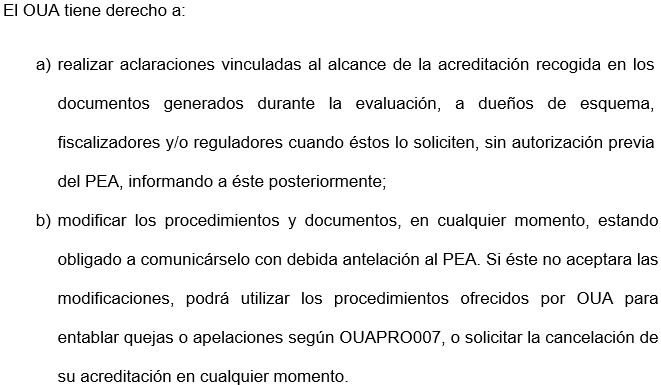 El OUA tiene derecho a:
a) realizar aclaraciones vinculadas al alcance de la acreditación recogida en los
documentos generados durante la evaluación, a dueños de esquema,
fiscalizadores y/o reguladores cuando éstos lo soliciten, sin autorización previa
del PEA, informando a éste posteriormente;
b) modificar los procedimientos y documentos, en cualquier momento, estando
obligado a comunicárselo con debida antelación al PEA. Si éste no aceptara las
modificaciones, podrá utilizar los procedimientos ofrecidos por OUA para
entablar quejas o apelaciones según OUAPRO007, o solicitar la cancelación de
su acreditación en cualquier momento.